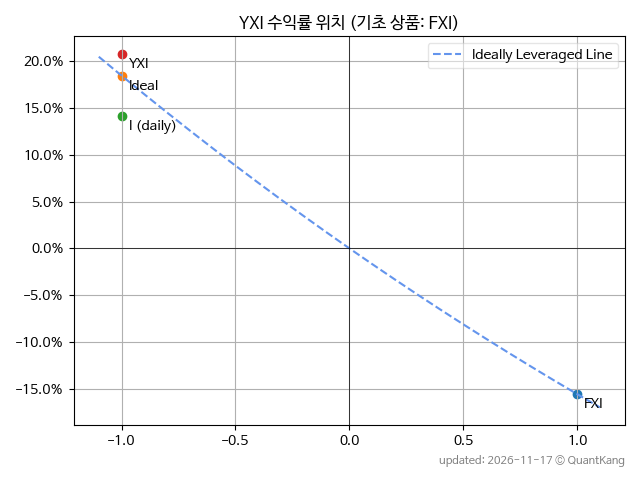 YXI 수익률 위치 (기초 상품: FXI)
Ideally Leveraged Line
20.0%
15.0%
10.0%
5.0%
0.0%
−5.0%
−10.0%
−15.0%
YXI
Ideal
I (daily)
FXI
−1.0 −0.5 0.0 0.5 1.0
updated: 2026-11-17 © QuantKang